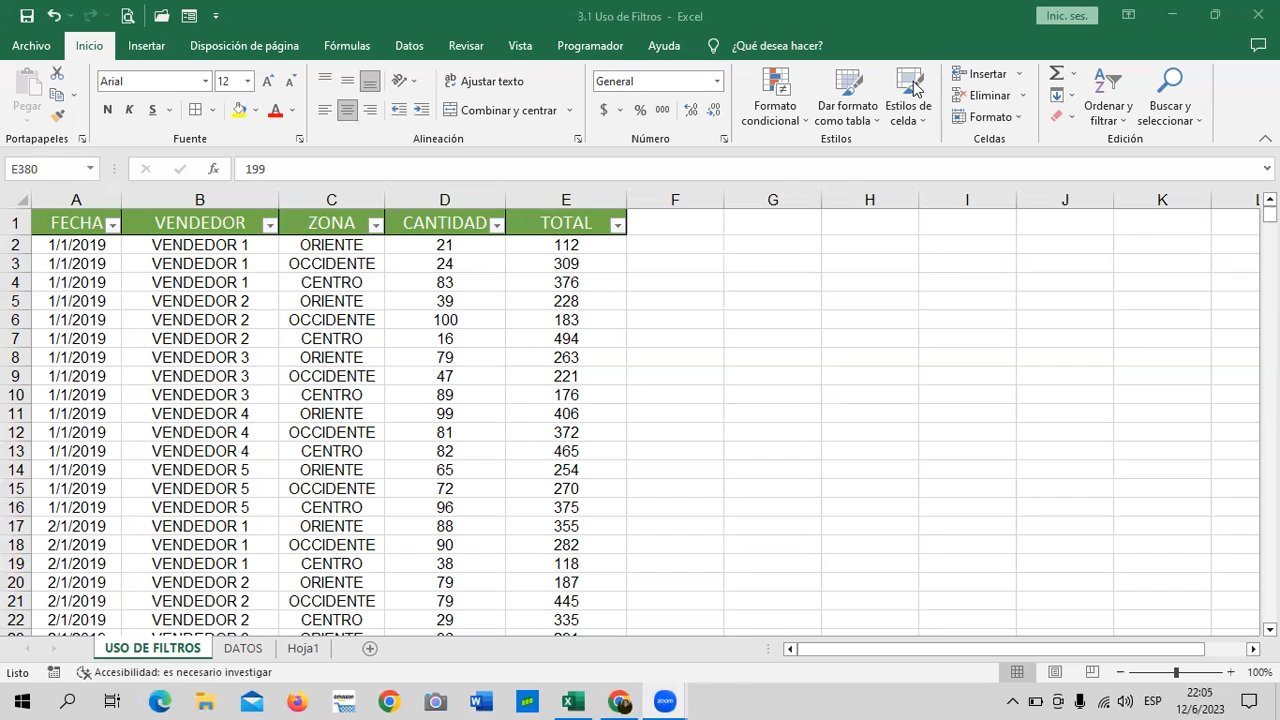 3.1 Uso de Filtros - Excel
Inic. ses.
Archivo Inicio Insertar Disposición de página Fórmulas Datos Revisar Vista Programador Ayuda ¿Qué desea hacer?
Pegar
Portapapeles
Arial 12
N K S
Fuente
Ajustar texto
Combinar y centrar
Alineación
General
$ % 000
Número
Formato condicional
Dar formato como tabla
Estilos de celda
Estilos
Insertar
Eliminar
Formato
Celdas
Ordenar y filtrar
Buscar y seleccionar
Edición
E380 fx 199
A B C D E F G H I J K L
1 FECHA VENDEDOR ZONA CANTIDAD TOTAL
2 1/1/2019 VENDEDOR 1 ORIENTE 21 112
3 1/1/2019 VENDEDOR 1 OCCIDENTE 24 309
4 1/1/2019 VENDEDOR 1 CENTRO 83 376
5 1/1/2019 VENDEDOR 2 ORIENTE 39 228
6 1/1/2019 VENDEDOR 2 OCCIDENTE 100 183
7 1/1/2019 VENDEDOR 2 CENTRO 16 494
8 1/1/2019 VENDEDOR 3 ORIENTE 79 263
9 1/1/2019 VENDEDOR 3 OCCIDENTE 47 221
10 1/1/2019 VENDEDOR 3 CENTRO 89 176
11 1/1/2019 VENDEDOR 4 ORIENTE 99 406
12 1/1/2019 VENDEDOR 4 OCCIDENTE 81 372
13 1/1/2019 VENDEDOR 4 CENTRO 82 465
14 1/1/2019 VENDEDOR 5 ORIENTE 65 254
15 1/1/2019 VENDEDOR 5 OCCIDENTE 72 270
16 1/1/2019 VENDEDOR 5 CENTRO 96 375
17 2/1/2019 VENDEDOR 1 ORIENTE 88 355
18 2/1/2019 VENDEDOR 1 OCCIDENTE 90 282
19 2/1/2019 VENDEDOR 1 CENTRO 38 118
20 2/1/2019 VENDEDOR 2 ORIENTE 79 187
21 2/1/2019 VENDEDOR 2 OCCIDENTE 79 445
22 2/1/2019 VENDEDOR 2 CENTRO 29 335
USO DE FILTROS DATOS Hoja1
Listo Accesibilidad: es necesario investigar 100%
zoom
ESP
22:05
12/6/2023